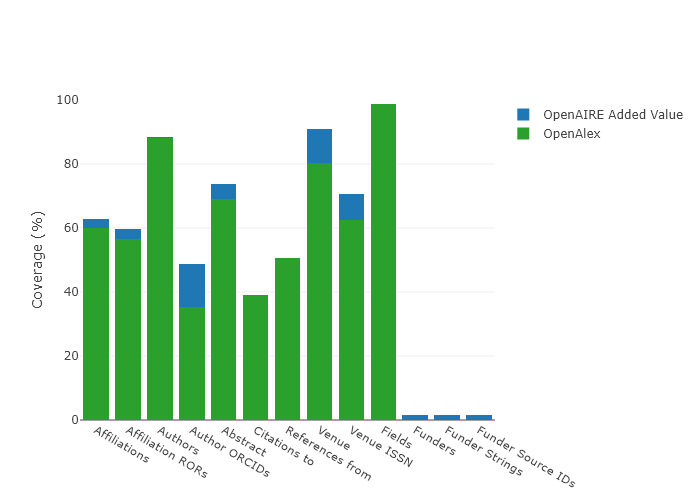 OpenAIRE Added Value
OpenAlex
Coverage (%)
100
80
60
40
20
0
Affiliations
Affiliation RORs
Authors
Author ORCIDs
Abstract
Citations to
References from
Venue
Venue ISSN
Fields
Funders
Funder Strings
Funder Source IDs